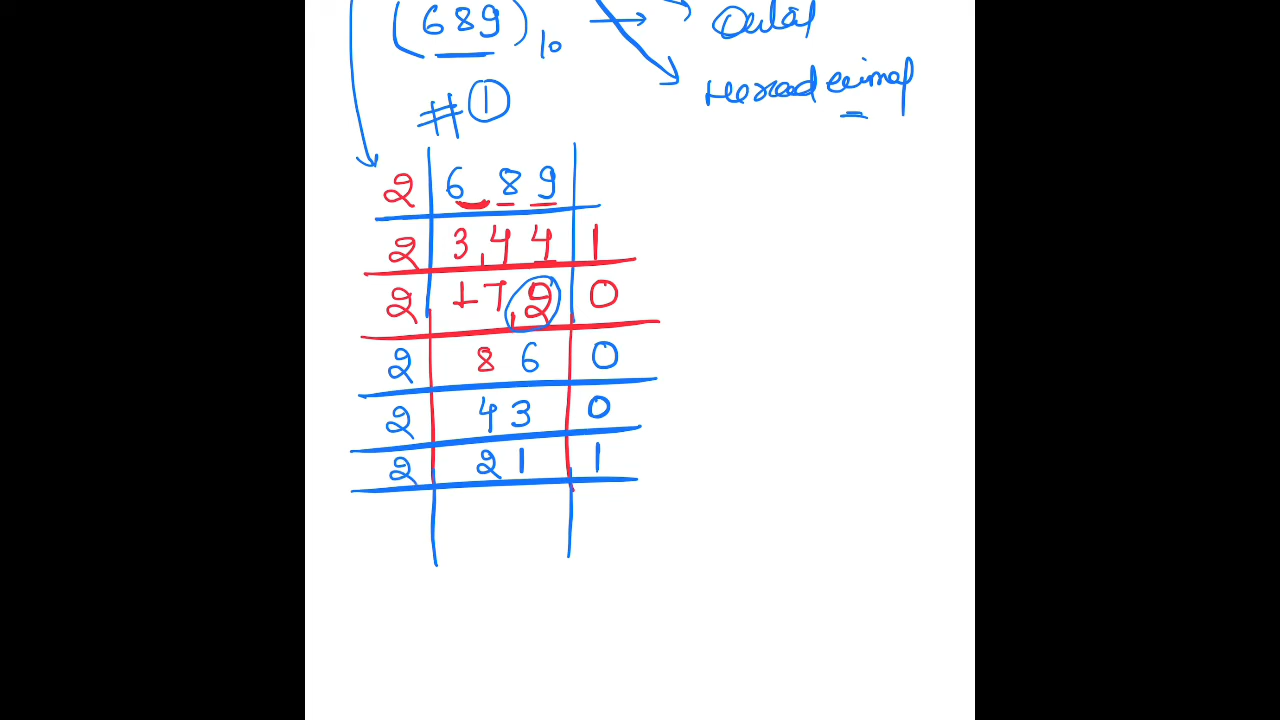 (689)10 → Octal
Hexadecimal
# 1
2 689
2 344 1
2 172 0
2 86 0
2 43 0
2 21 1